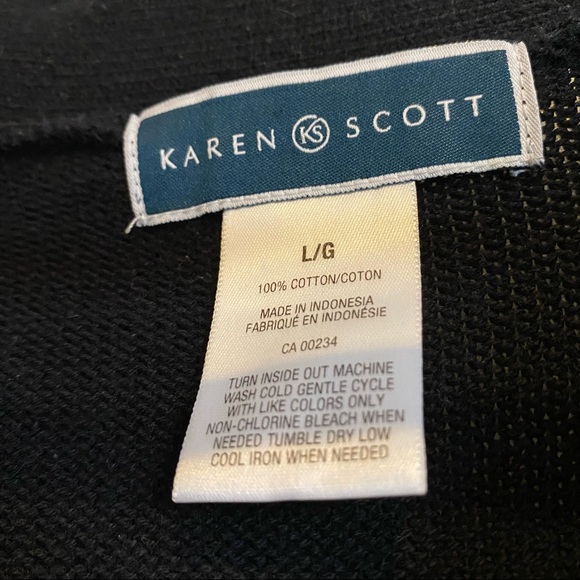 KAREN KS SCOTT
L/G
100% COTTON/COTON
MADE IN INDONESIA
FABRIQUÉ EN INDONÉSIE
CA 00234
TURN INSIDE OUT MACHINE
WASH COLD GENTLE CYCLE
WITH LIKE COLORS ONLY
NON-CHLORINE BLEACH WHEN
NEEDED TUMBLE DRY LOW
COOL IRON WHEN NEEDED